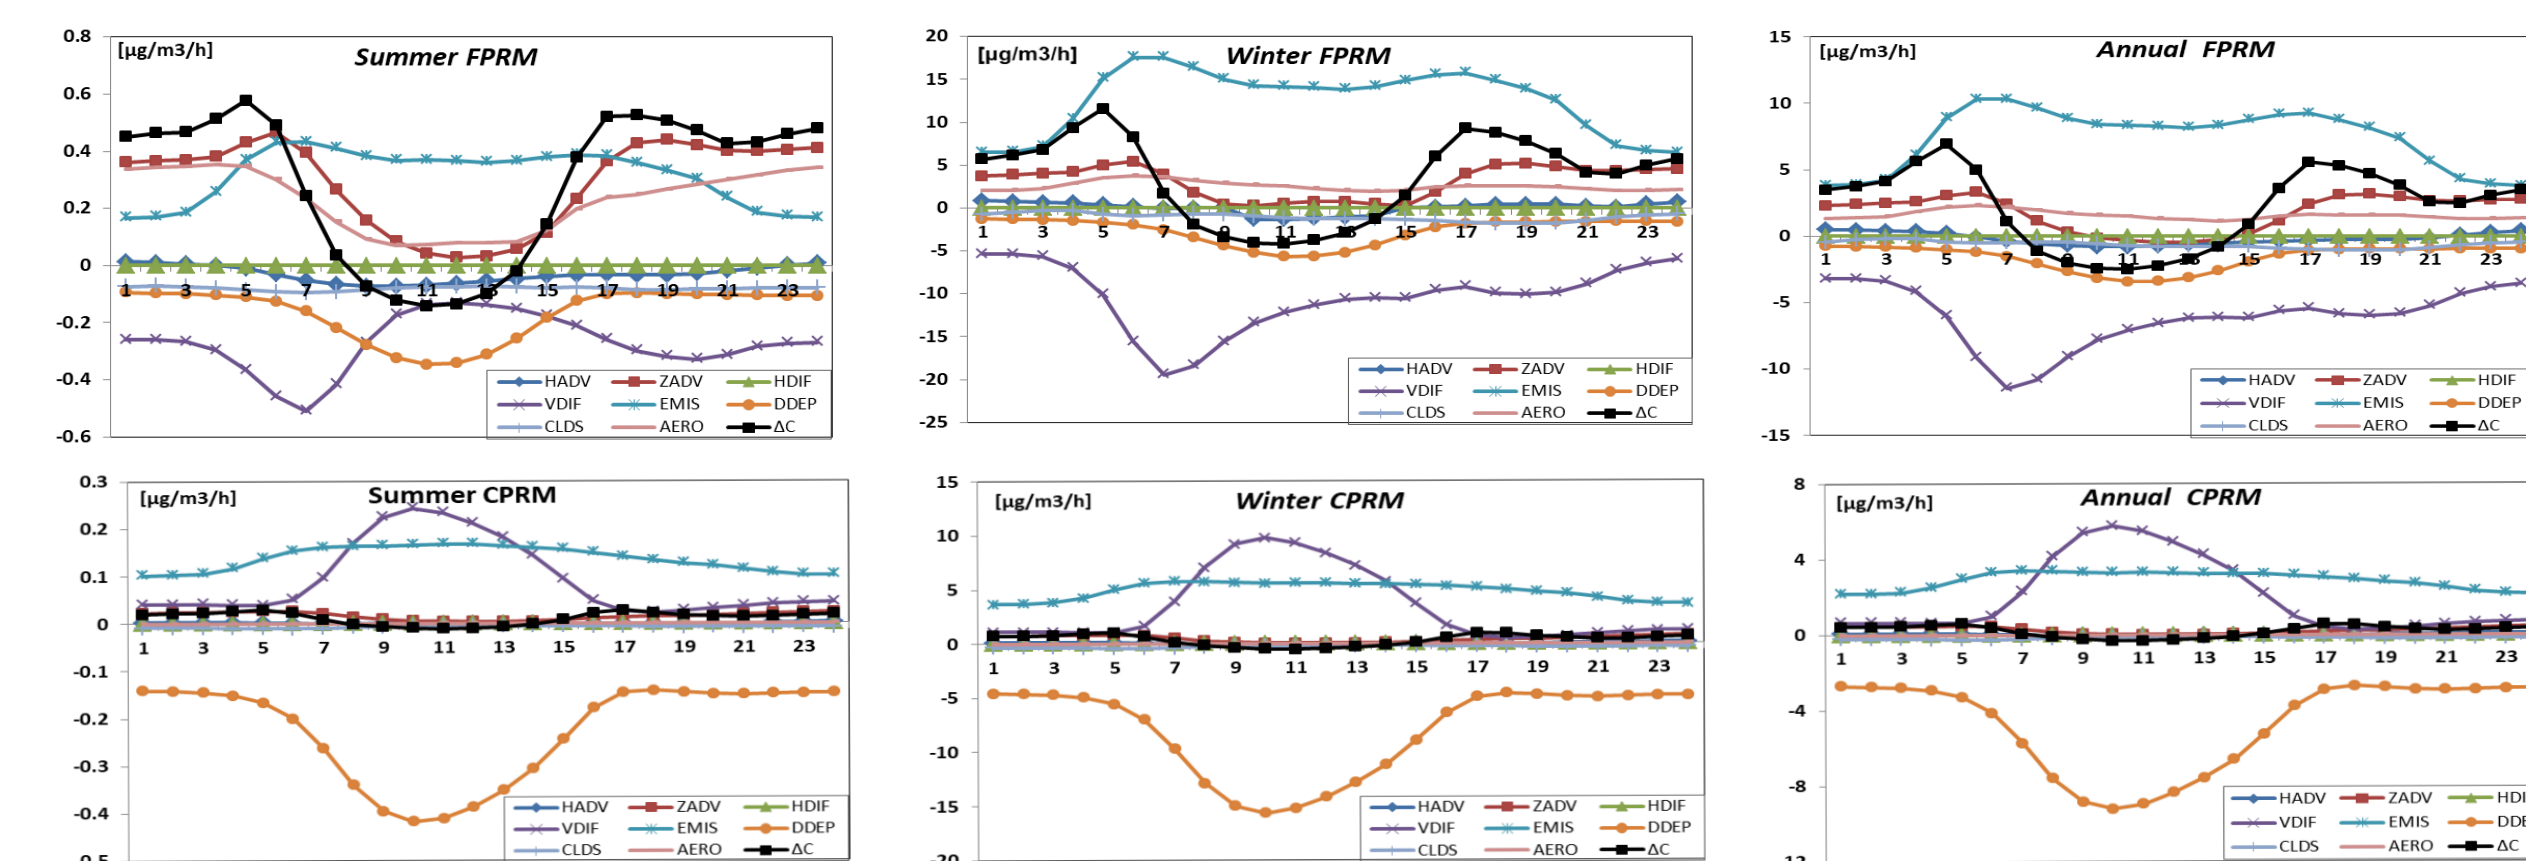 [µg/m3/h] Summer FPRM
0.8
0.6
0.4
0.2
0
-0.2
-0.4
-0.6
1 3 5 7 9 11 13 15 17 19 21 23
HADV ZADV HDIF
VDIF EMIS DDEP
CLDS AERO ΔC
[µg/m3/h] Winter FPRM
20
15
10
5
0
-5
-10
-15
-20
-25
1 3 5 7 9 11 13 15 17 19 21 23
HADV ZADV HDIF
VDIF EMIS DDEP
CLDS AERO ΔC
[µg/m3/h] Annual FPRM
15
10
5
0
-5
-10
-15
1 3 5 7 9 11 13 15 17 19 21 23
HADV ZADV HDIF
VDIF EMIS DDEP
CLDS AERO ΔC
[µg/m3/h] Summer CPRM
0.3
0.2
0.1
0
-0.1
-0.2
-0.3
-0.4
1 3 5 7 9 11 13 15 17 19 21 23
HADV ZADV HDIF
VDIF EMIS DDEP
CLDS AERO ΔC
[µg/m3/h] Winter CPRM
15
10
5
0
-5
-10
-15
1 3 5 7 9 11 13 15 17 19 21 23
HADV ZADV HDIF
VDIF EMIS DDEP
CLDS AERO ΔC
[µg/m3/h] Annual CPRM
8
4
0
-4
-8
1 3 5 7 9 11 13 15 17 19 21 23
HADV ZADV HDI
VDIF EMIS DD
CLDS AERO ΔC